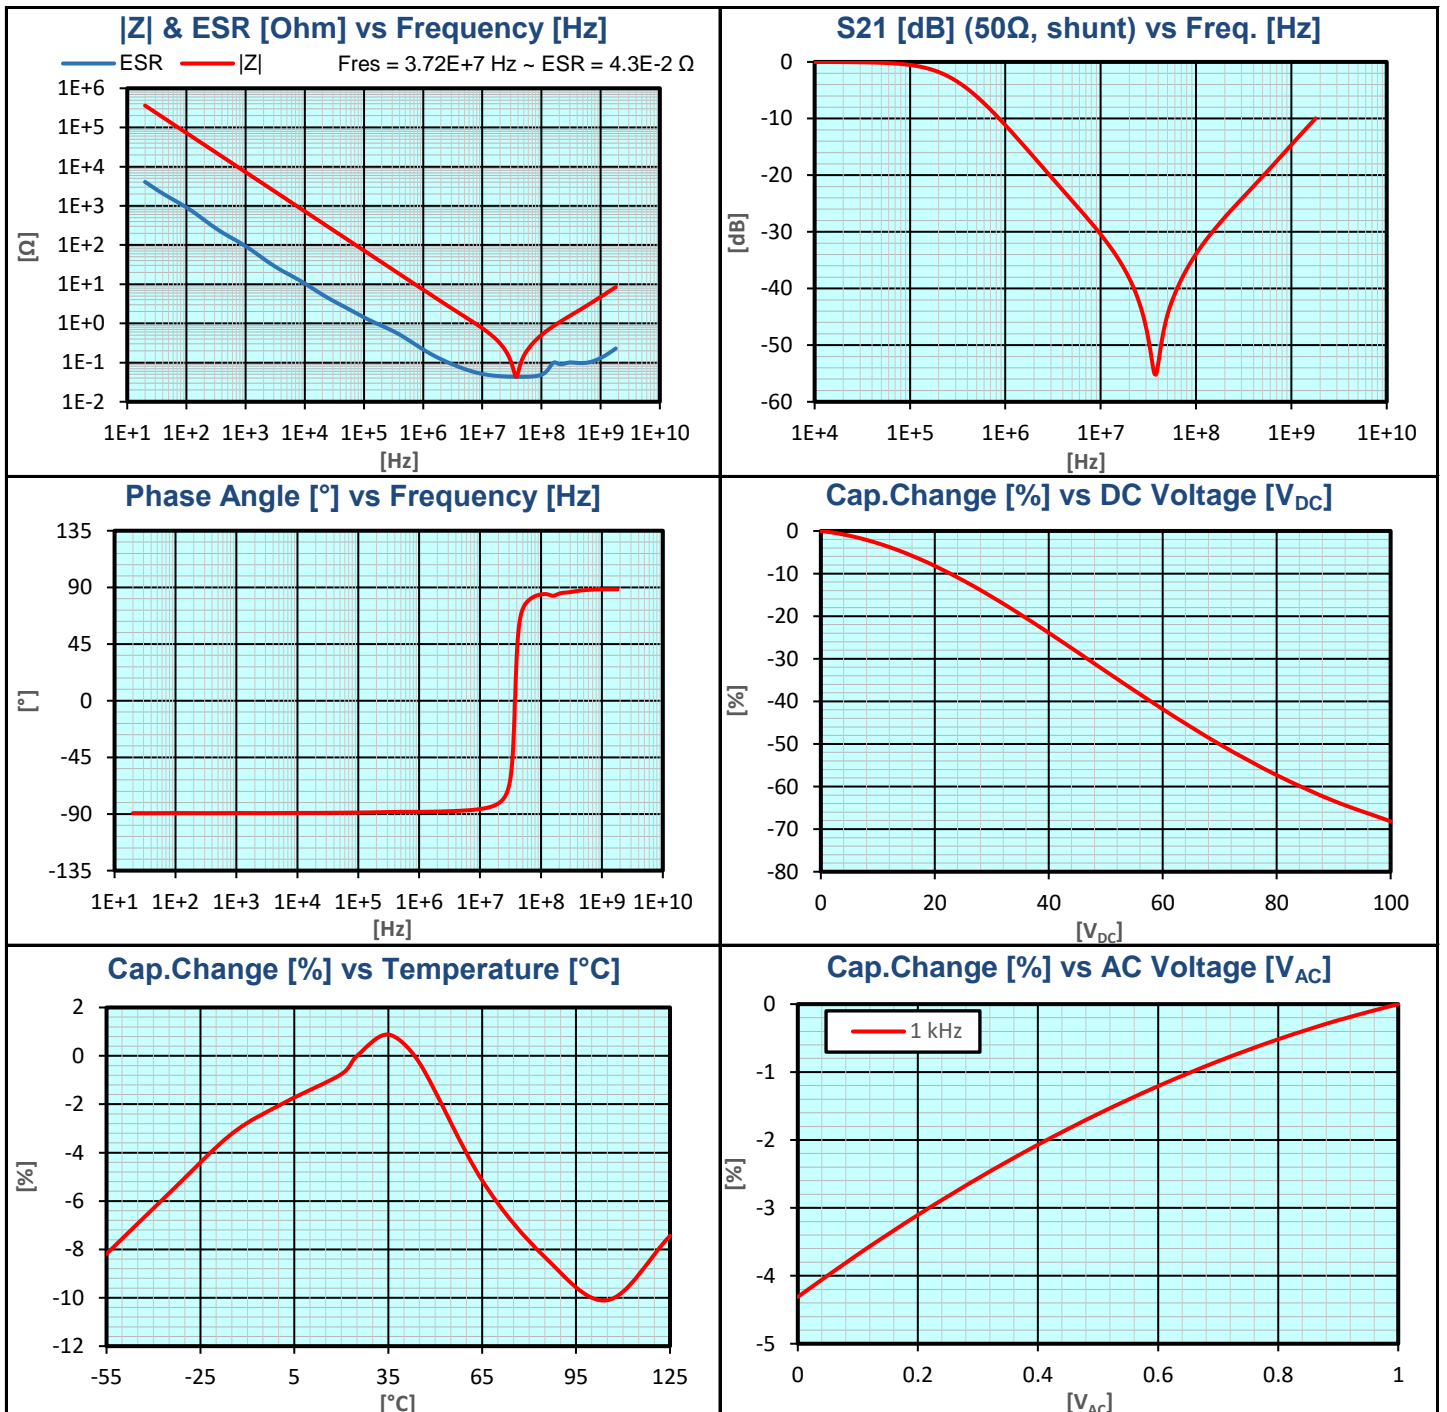 |Z| & ESR [Ohm] vs Frequency [Hz]
ESR |Z| Fres = 3.72E+7 Hz ~ ESR = 4.3E-2 Ω
1E+6
1E+5
1E+4
1E+3
1E+2
1E+1
1E+0
1E-1
1E-2
[Ω]
1E+1 1E+2 1E+3 1E+4 1E+5 1E+6 1E+7 1E+8 1E+9 1E+10
[Hz]
S21 [dB] (50Ω, shunt) vs Freq. [Hz]
0
-10
-20
-30
-40
-50
-60
[dB]
1E+4 1E+5 1E+6 1E+7 1E+8 1E+9 1E+10
[Hz]
Phase Angle [°] vs Frequency [Hz]
135
90
45
0
-45
-90
-135
[°]
1E+1 1E+2 1E+3 1E+4 1E+5 1E+6 1E+7 1E+8 1E+9 1E+10
[Hz]
Cap.Change [%] vs DC Voltage [VDC]
0
-10
-20
-30
-40
-50
-60
-70
-80
[%]
0 20 40 60 80 100
[VDC]
Cap.Change [%] vs Temperature [°C]
2
0
-2
-4
-6
-8
-10
-12
[%]
-55 -25 5 35 65 95 125
[°C]
Cap.Change [%] vs AC Voltage [VAC]
1 kHz
0
-1
-2
-3
-4
-5
[%]
0 0.2 0.4 0.6 0.8 1
[VAC]